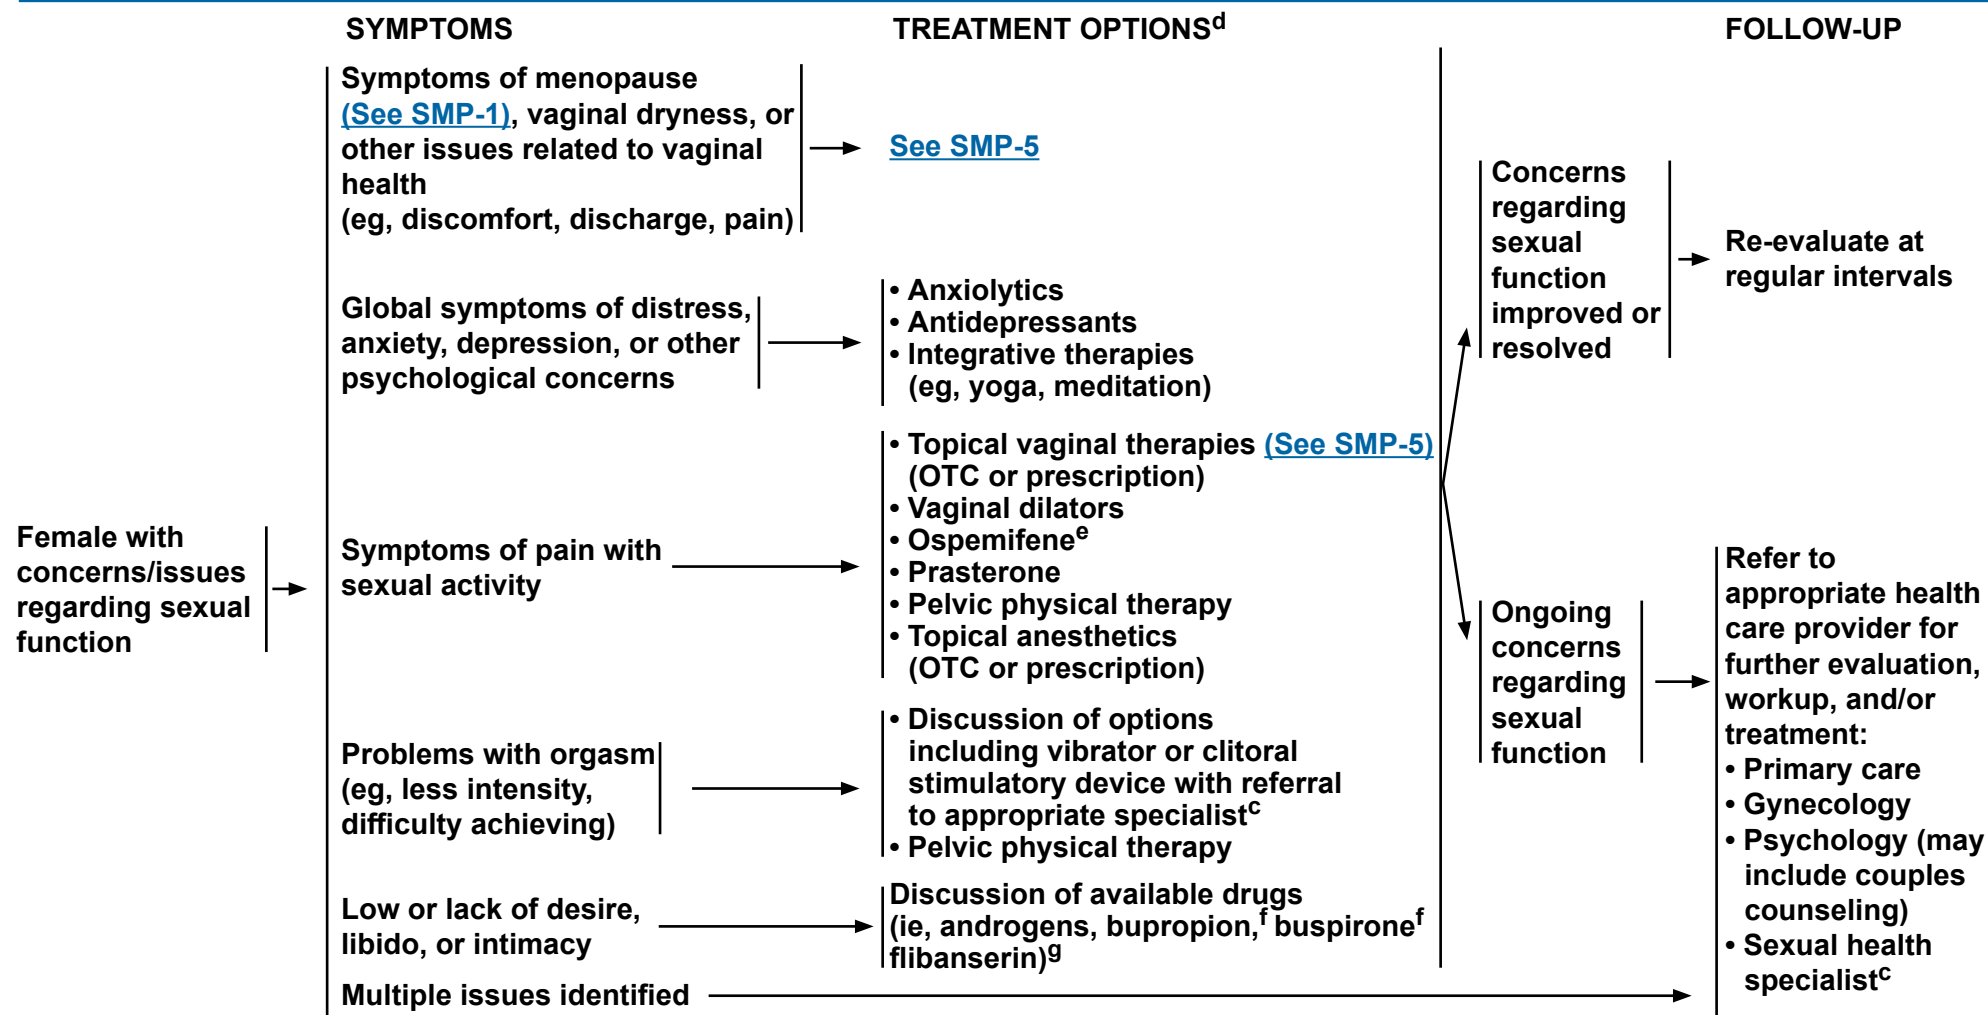 SYMPTOMS
TREATMENT OPTIONSd
FOLLOW-UP
Female with
concerns/issues
regarding sexual
function
Symptoms of menopause
(See SMP-1), vaginal dryness, or
other issues related to vaginal
health
(eg, discomfort, discharge, pain)
See SMP-5
Global symptoms of distress,
anxiety, depression, or other
psychological concerns
• Anxiolytics
• Antidepressants
• Integrative therapies
(eg, yoga, meditation)
Symptoms of pain with
sexual activity
• Topical vaginal therapies (See SMP-5)
(OTC or prescription)
• Vaginal dilators
• Ospemifenee
• Prasterone
• Pelvic physical therapy
• Topical anesthetics
(OTC or prescription)
Problems with orgasm
(eg, less intensity,
difficulty achieving)
• Discussion of options
including vibrator or clitoral
stimulatory device with referral
to appropriate specialistc
• Pelvic physical therapy
Low or lack of desire,
libido, or intimacy
Discussion of available drugs
(ie, androgens, bupropion,f buspironef
flibanserin)g
Multiple issues identified
Concerns
regarding
sexual
function
improved or
resolved
Re-evaluate at
regular intervals
Ongoing
concerns
regarding
sexual
function
Refer to
appropriate health
care provider for
further evaluation,
workup, and/or
treatment:
• Primary care
• Gynecology
• Psychology (may
include couples
counseling)
• Sexual health
specialistc